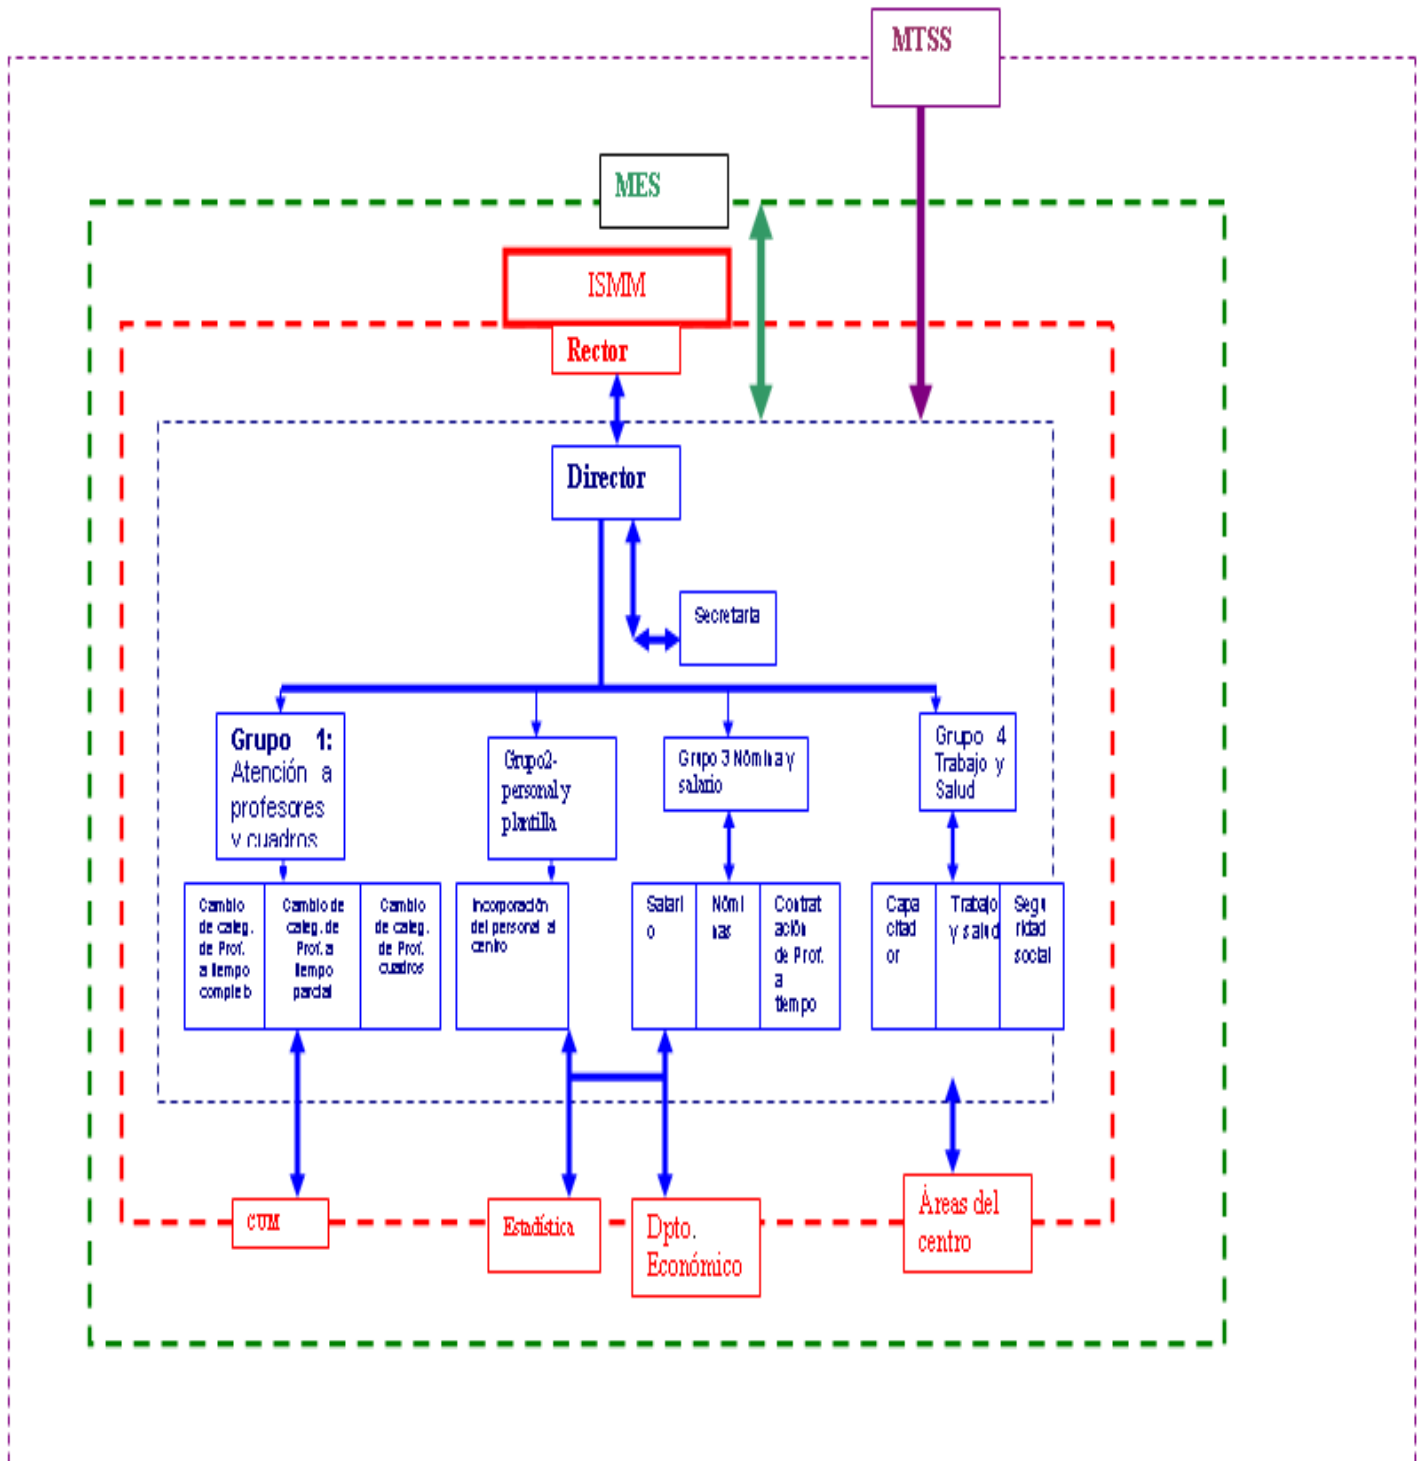 MTSS
MES
ISMM
Rector
Director
Secretaria
Grupo 1:
Atención a
profesores
y cuadros
Grupo2-
personal y
plantilla
Grupo 3 Nómina y
salario
Grupo 4
Trabajo y
Salud
Cambio
de categ.
de Prof.
a tiempo
completo
Cambio de
categ. de
Prof. a
tiempo
parcial
Cambio
de categ.
de Prof.
cuadros
Incorporación
del personal al
centro
Salari
o
Nómi
nas
Contrat
ación
de Prof.
a
tiempo
Capa
citad
or
Trabajo
y salud
Segu
ridad
social
CUM
Estadística
Dpto.
Económico
Áreas del
centro